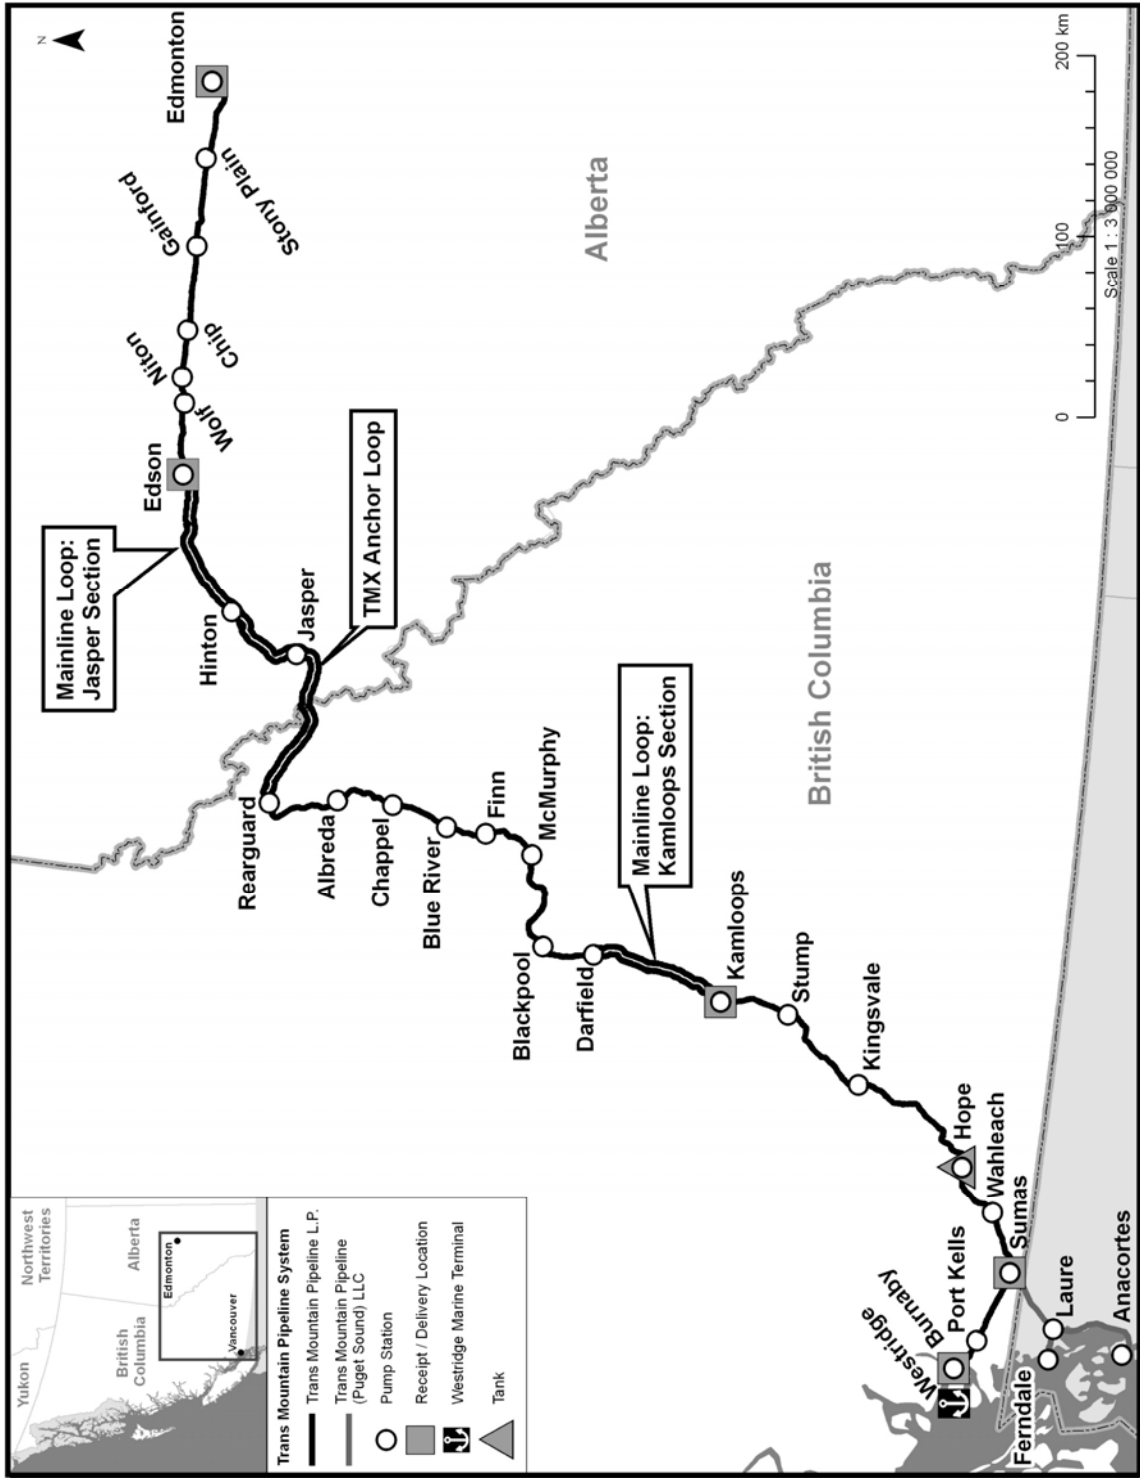 N
Edmonton
Stony Plain
Gainford
Chip
Niton
Wolf
Edson
Mainline Loop:
Jasper Section
Hinton
Jasper
TMX Anchor Loop
Alberta
Rearguard
Albreda
Chappel
Blue River
Finn
McMurphy
Blackpool
Darfield
Mainline Loop:
Kamloops Section
Kamloops
British Columbia
Stump
Kingsvale
Hope
Wahleach
Sumas
Port Kells
Burnaby
Westridge
Laure
Ferndale
Anacortes
0
100
200 km
Scale 1 : 3 000 000
Yukon
Northwest
Territories
British
Columbia
Alberta
Edmonton
Vancouver
Trans Mountain Pipeline System
Trans Mountain Pipeline L.P.
Trans Mountain Pipeline
(Puget Sound) LLC
Pump Station
Receipt / Delivery Location
Westridge Marine Terminal
Tank